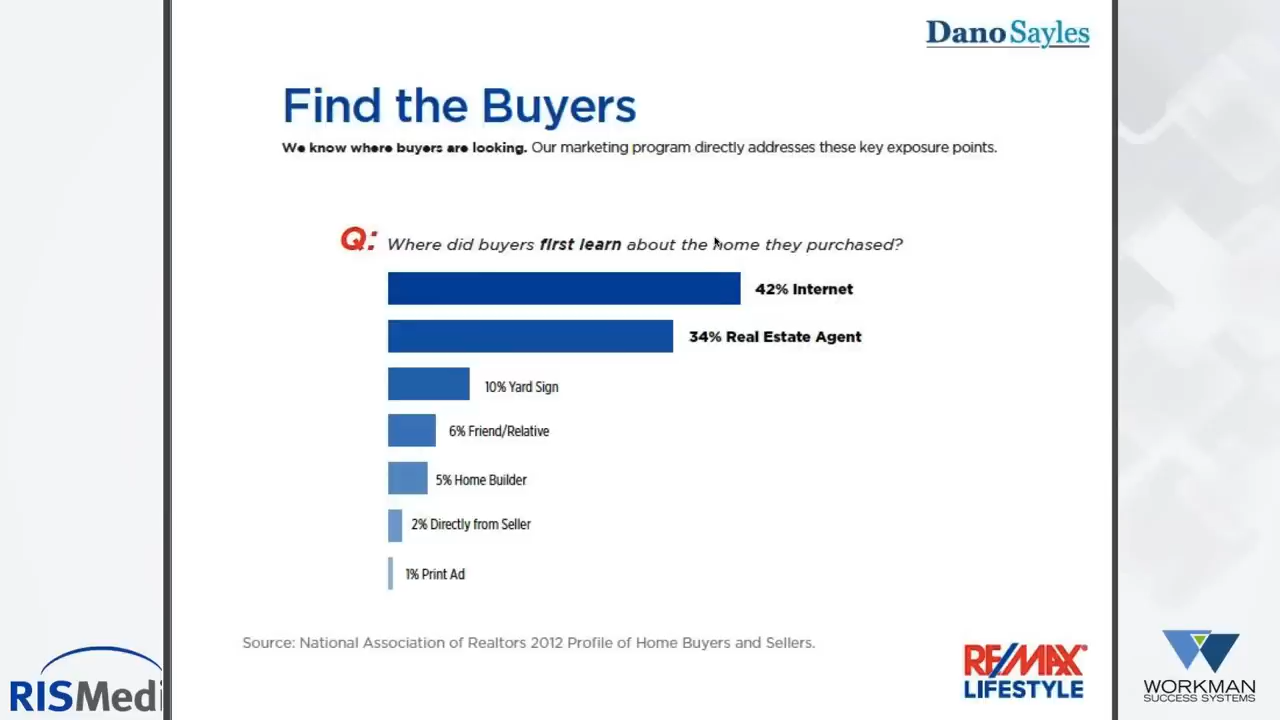 Dano Sayles
Find the Buyers
We know where buyers are looking. Our marketing program directly addresses these key exposure points.
Q: Where did buyers first learn about the home they purchased?
42% Internet
34% Real Estate Agent
10% Yard Sign
6% Friend/Relative
5% Home Builder
2% Directly from Seller
1% Print Ad
Source: National Association of Realtors 2012 Profile of Home Buyers and Sellers.
RISMedi
RE/MAX®
LIFESTYLE
WORKMAN
SUCCESS SYSTEMS